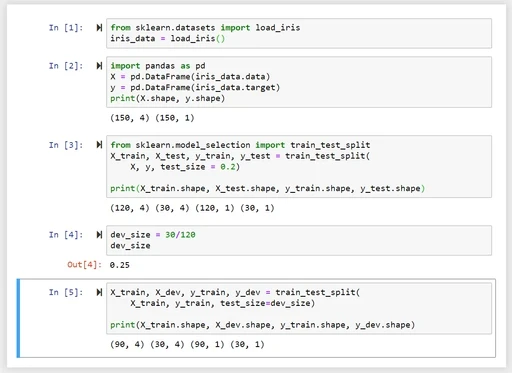 In [1]: from sklearn.datasets import load_iris
iris_data = load_iris()
In [2]: import pandas as pd
X = pd.DataFrame(iris_data.data)
y = pd.DataFrame(iris_data.target)
print(X.shape, y.shape)
(150, 4) (150, 1)
In [3]: from sklearn.model_selection import train_test_split
X_train, X_test, y_train, y_test = train_test_split(
X, y, test_size = 0.2)
print(X_train.shape, X_test.shape, y_train.shape, y_test.shape)
(120, 4) (30, 4) (120, 1) (30, 1)
In [4]: dev_size = 30/120
dev_size
Out[4]: 0.25
In [5]: X_train, X_dev, y_train, y_dev = train_test_split(
X_train, y_train, test_size=dev_size)
print(X_train.shape, X_dev.shape, y_train.shape, y_dev.shape)
(90, 4) (30, 4) (90, 1) (30, 1)